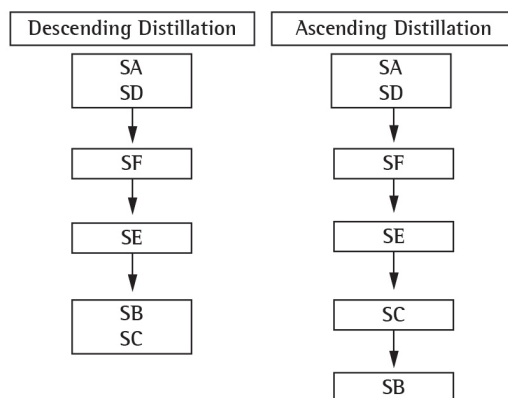 Descending Distillation
SA
SD
SF
SE
SB
SC
Ascending Distillation
SA
SD
SF
SE
SC
SB